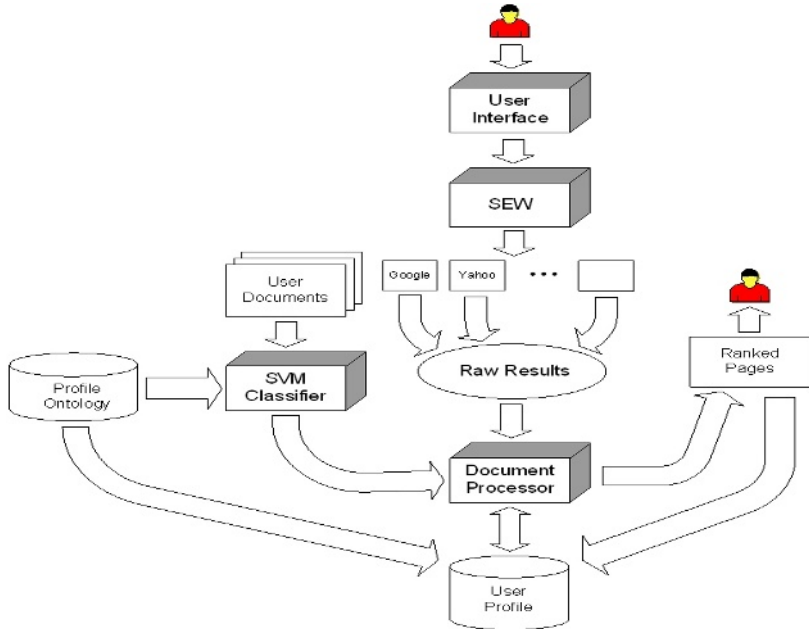 User
Interface
SEW
Google
Yahoo
User
Documents
Profile
Ontology
SVM
Classifier
Raw Results
Ranked
Pages
Document
Processor
User
Profile